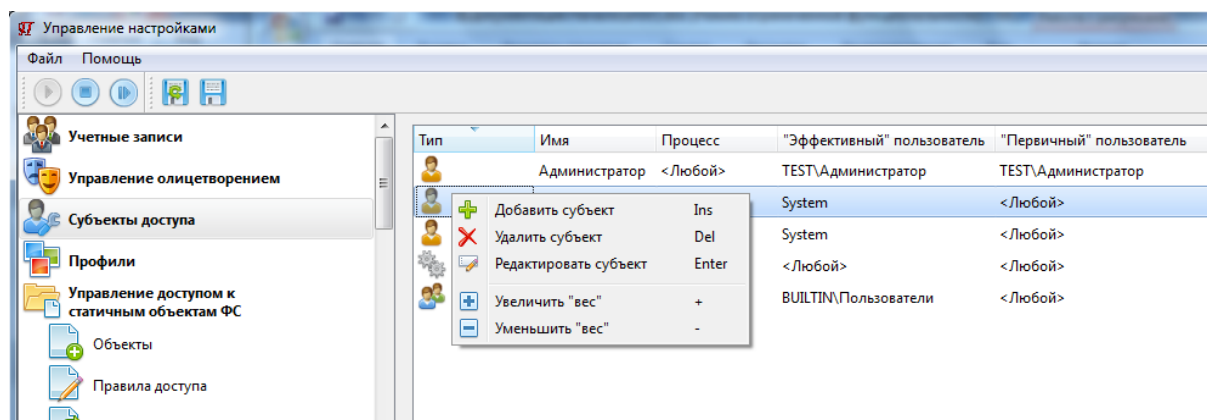 Управление настройками
Файл Помощь
Учетные записи
Управление олицетворением
Субъекты доступа
Профили
Управление доступом к
статичным объектам ФС
Объекты
Правила доступа
Тип Имя Процесс "Эффективный" пользователь "Первичный" пользователь
Администратор <Любой> TEST\Администратор TEST\Администратор
System <Любой>
System <Любой>
<Любой> <Любой>
BUILTIN\Пользователи <Любой>
Добавить субъект Ins
Удалить субъект Del
Редактировать субъект Enter
Увеличить "вес" +
Уменьшить "вес" -